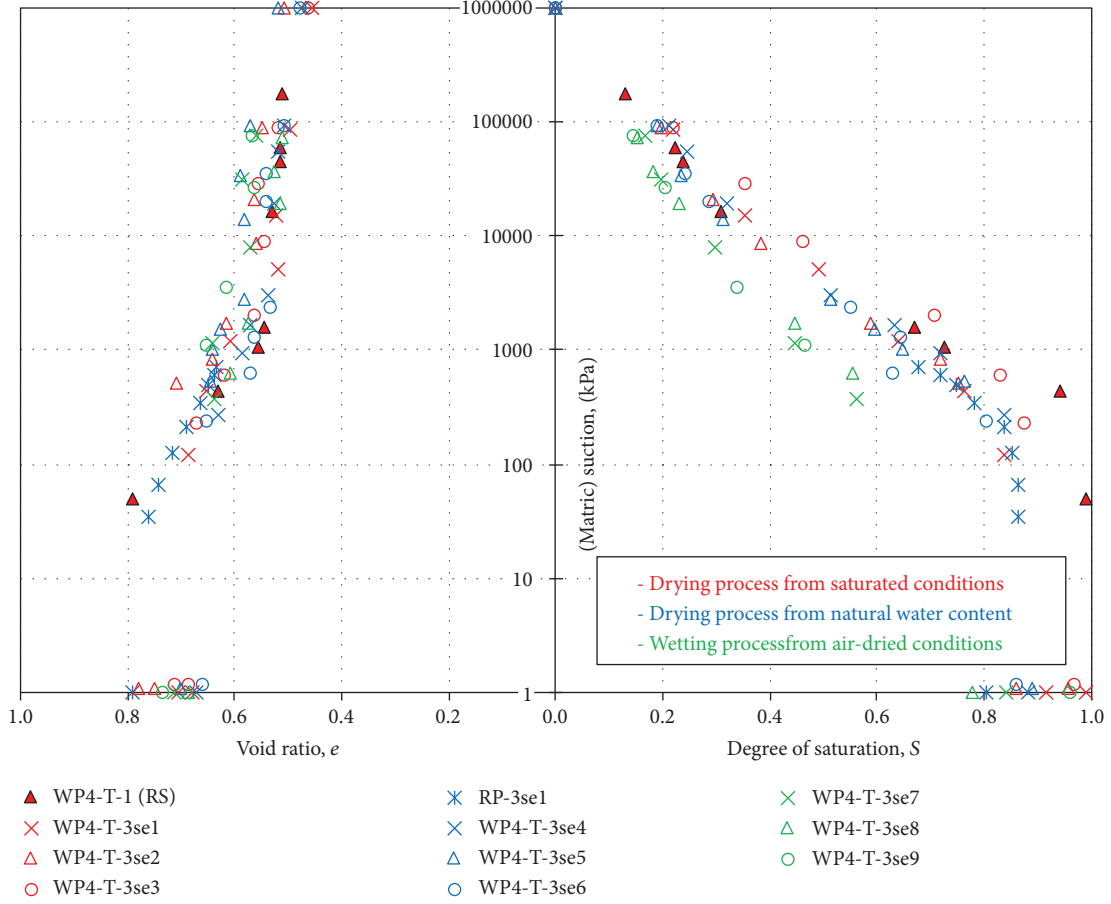 1000000
100000
10000
1000
100
10
1
(Matric) suction, (kPa)
- Drying process from saturated conditions
- Drying process from natural water content
- Wetting processfrom air-dried conditions
1.0 0.8 0.6 0.4 0.2 0.0 0.2 0.4 0.6 0.8 1.0
Void ratio, e
Degree of saturation, S
WP4-T-1 (RS)
WP4-T-3se1
WP4-T-3se2
WP4-T-3se3
RP-3se1
WP4-T-3se4
WP4-T-3se5
WP4-T-3se6
WP4-T-3se7
WP4-T-3se8
WP4-T-3se9